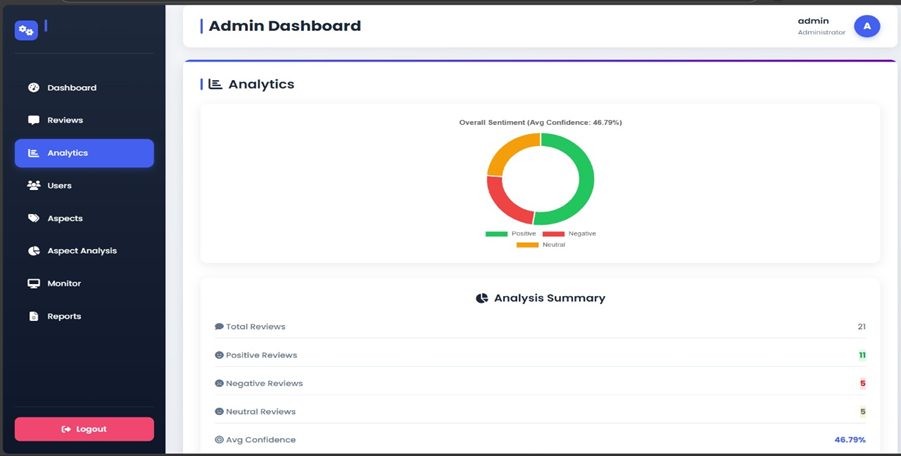 Admin Dashboard
admin
Administrator
A
Dashboard
Reviews
Analytics
Users
Aspects
Aspect Analysis
Monitor
Reports
Logout
Analytics
Overall Sentiment (Avg Confidence: 46.79%)
Positive Negative
Neutral
Analysis Summary
Total Reviews 21
Positive Reviews 11
Negative Reviews 5
Neutral Reviews 5
Avg Confidence 46.79%